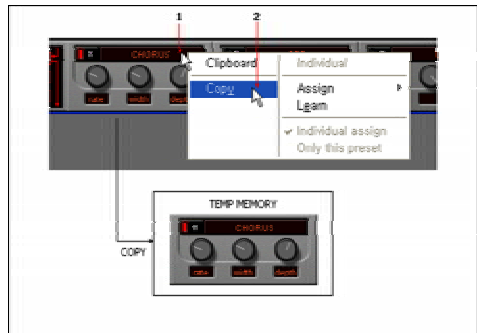 1 2
CHORUS
Clipboard Individual
Copy Assign
Learn
Individual assign
Only this preset
rate width depth
TEMP MEMORY
CHORUS
COPY
rate width depth